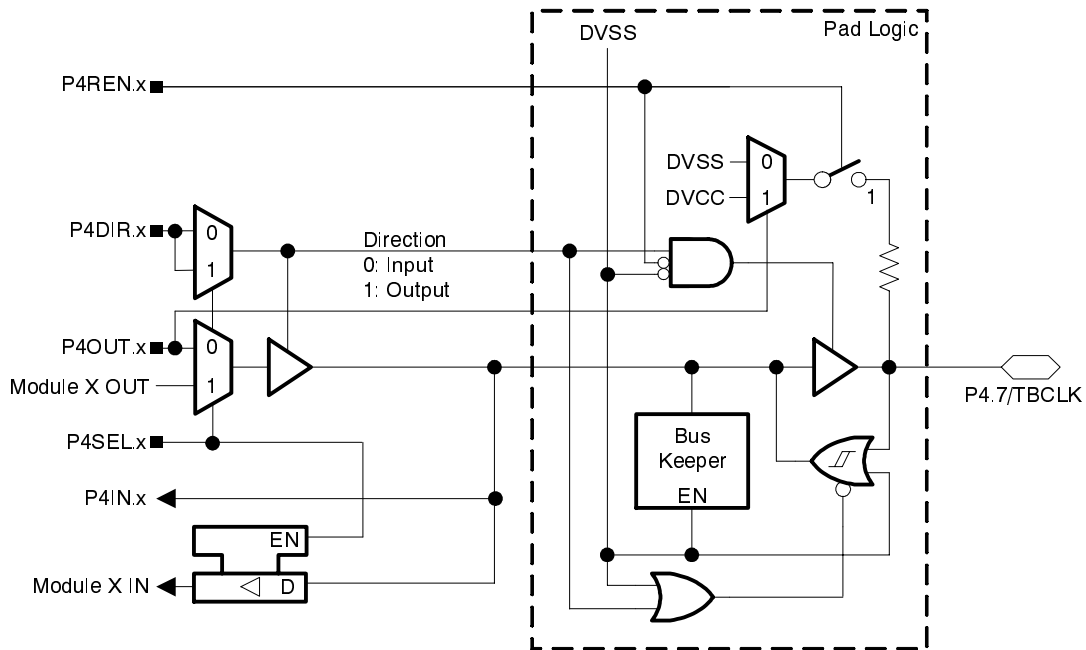 DVSS
Pad Logic
P4REN.x
DVSS
0
DVCC
1
1
P4DIR.x
0
1
Direction
0: Input
1: Output
P4OUT.x
0
Module X OUT
1
P4.7/TBCLK
P4SEL.x
Bus
Keeper
EN
P4IN.x
EN
Module X IN
D